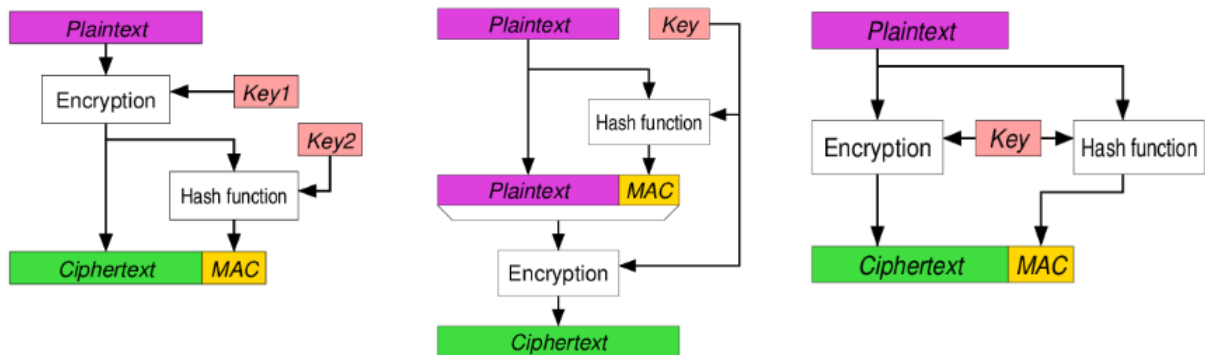 Plaintext
Encryption
Key1
Key2
Hash function
Ciphertext
MAC
Plaintext
Key
Hash function
Plaintext
MAC
Encryption
Ciphertext
Plaintext
Encryption
Key
Hash function
Ciphertext
MAC